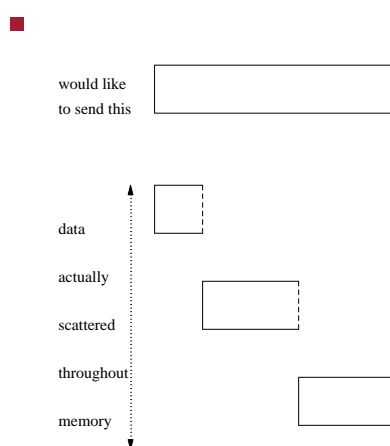 would like
to send this
data
actually
scattered
throughout
memory